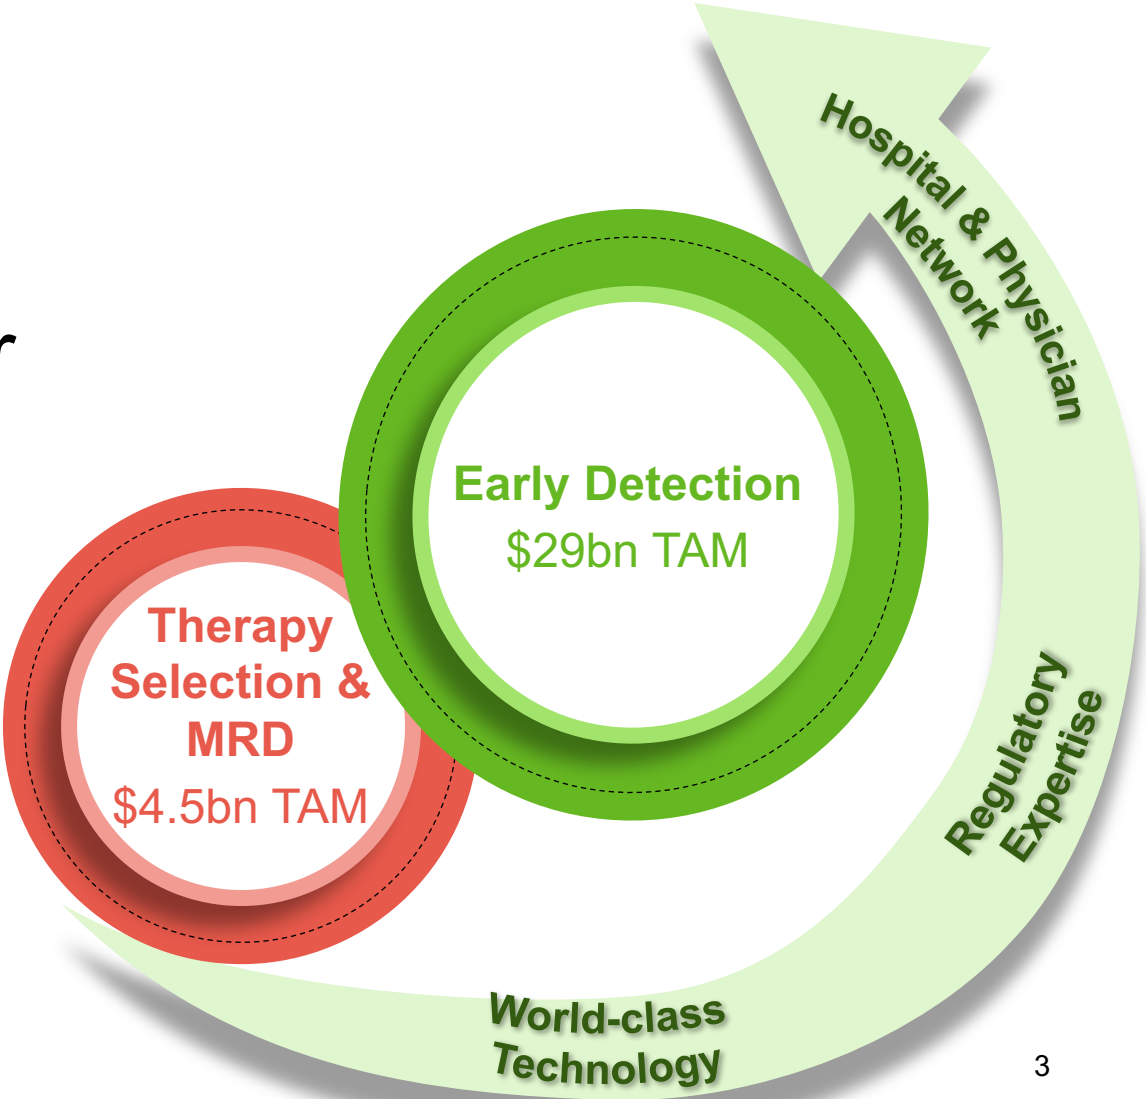 Hospital & Physician
Network
Early Detection
$29bn TAM
Therapy
Selection &
MRD
$4.5bn TAM
Regulatory
Expertise
World-class
Technology
3